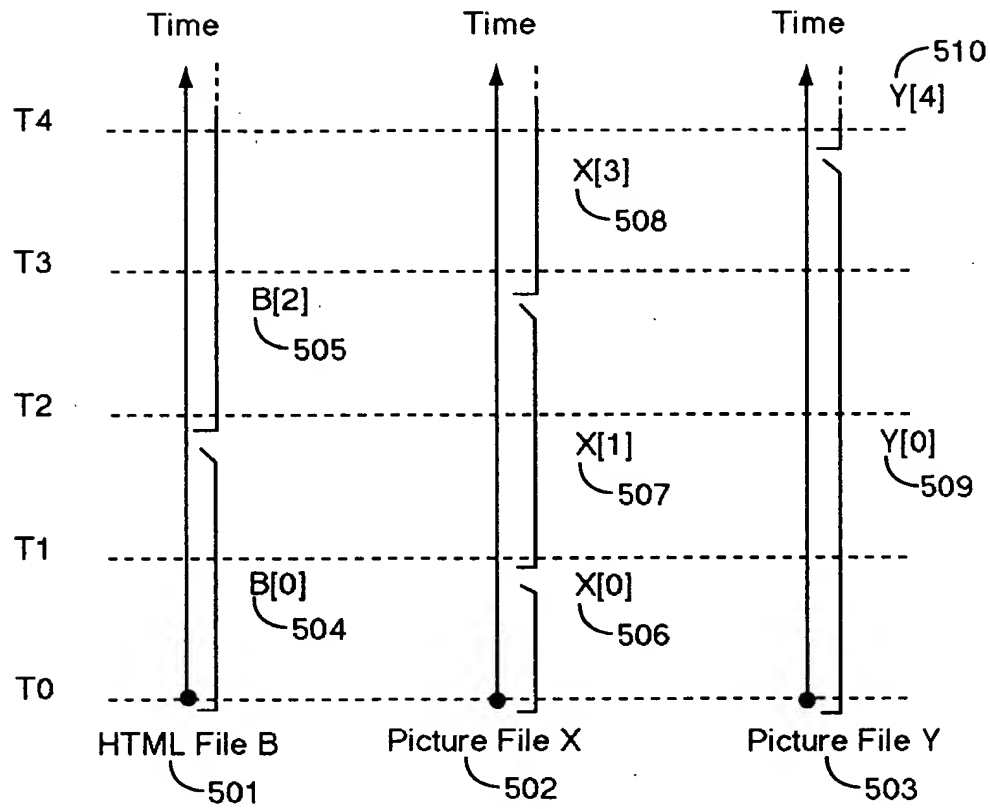 Time
Time
Time
510
Y[4]
T4
X[3]
508
T3
B[2]
505
T2
X[1]
507
Y[0]
509
T1
B[0]
504
X[0]
506
T0
HTML File B
501
Picture File X
502
Picture File Y
503